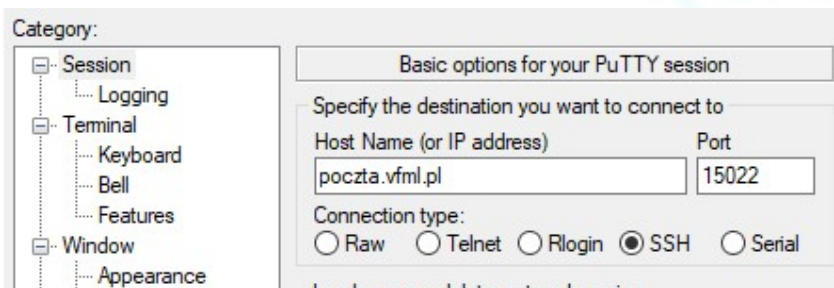 Category:
Session
Logging
Terminal
Keyboard
Bell
Features
Window
Appearance
Basic options for your PuTTY session
Specify the destination you want to connect to
Host Name (or IP address) Port
poczta.vfml.pl 15022
Connection type:
Raw Telnet Rlogin SSH Serial